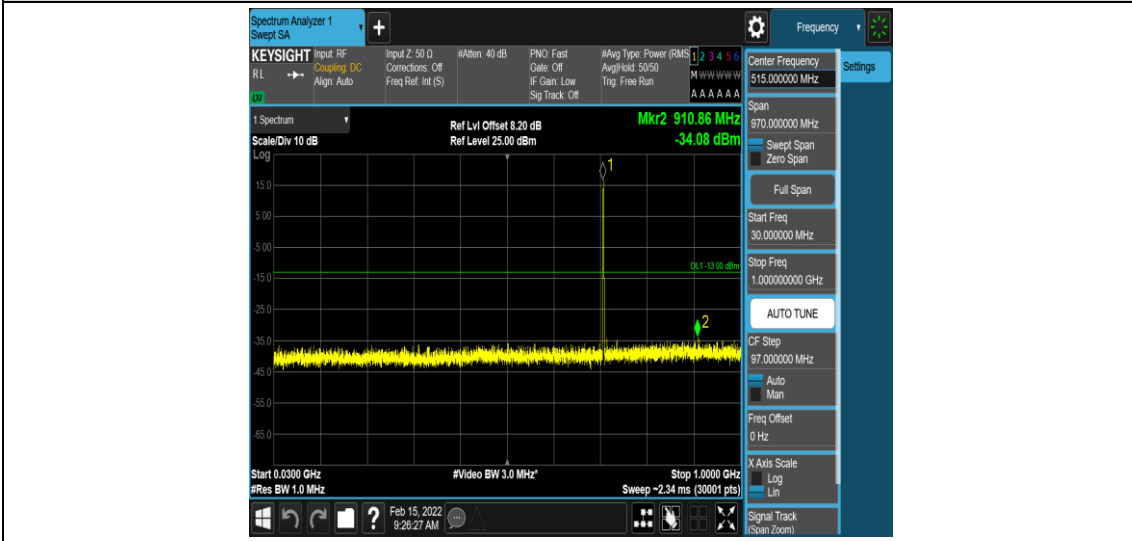 Spectrum Analyzer 1
Swept SA
+
Frequency
KEYSIGHT
RL
Input: RF
Coupling: DC
Align: Auto
Input Z: 50 Ω
Corrections: Off
Freq Ref: Int (S)
#Atten: 40 dB
PNO: Fast
Gate: Off
IF Gain: Low
Sig Track: Off
#Avg Type: Power (RMS
Avg|Hold: 50/50
Trig: Free Run
1 2 3 4 5 6
M W W W W W
A A A A A A
1 Spectrum
Scale/Div 10 dB
Ref Lvl Offset 8.20 dB
Ref Level 25.00 dBm
Mkr2 910.86 MHz
-34.08 dBm
Log
15.0
5.00
-5.00
-15.0
-25.0
-35.0
-45.0
-55.0
-65.0
1
DL1 -13.00 dBm
2
Start 0.0300 GHz
#Res BW 1.0 MHz
#Video BW 3.0 MHz*
Stop 1.0000 GHz
Sweep ~2.34 ms (30001 pts)
?
Feb 15, 2022
9:26:27 AM
Center Frequency
515.000000 MHz
Settings
Span
970.000000 MHz
Swept Span
Zero Span
Full Span
Start Freq
30.000000 MHz
Stop Freq
1.000000000 GHz
AUTO TUNE
CF Step
97.000000 MHz
Auto
Man
Freq Offset
0 Hz
X Axis Scale
Log
Lin
Signal Track
(Span Zoom)